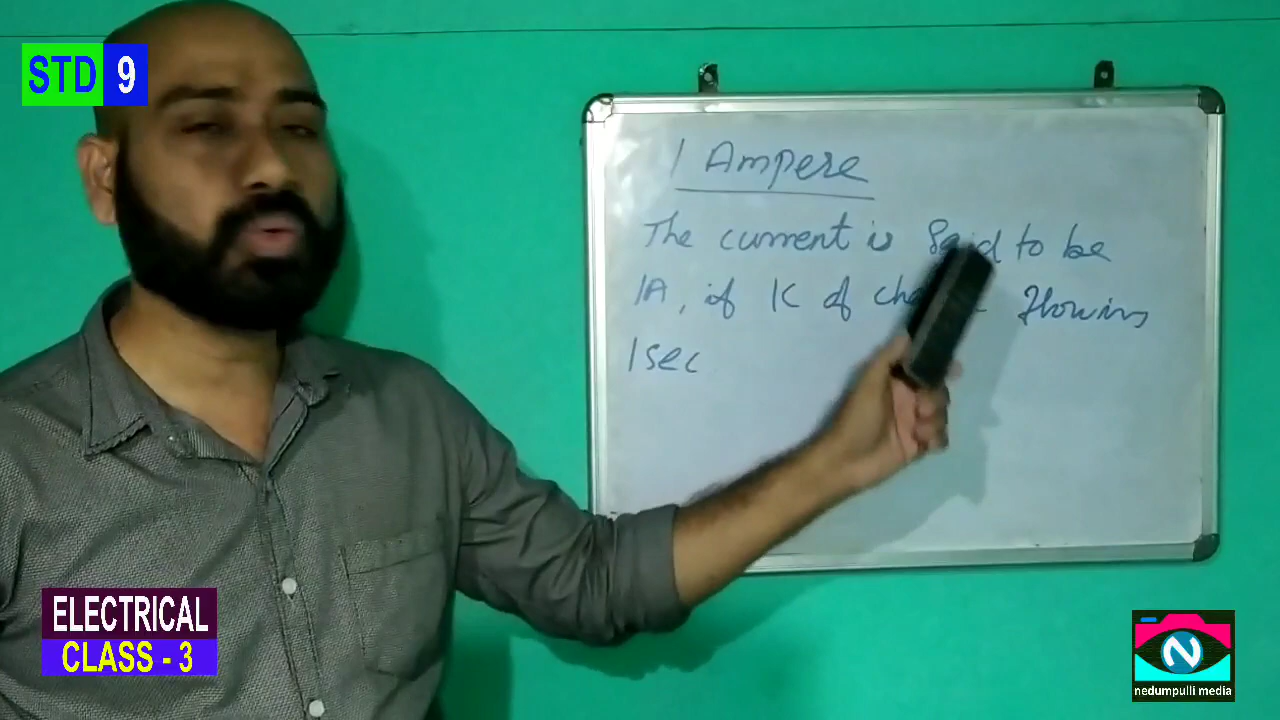 STD 9
1 Ampere
The current is Said to be
1A, if 1C of flowing
1sec
ELECTRICAL
CLASS - 3
N
nedumpulli media